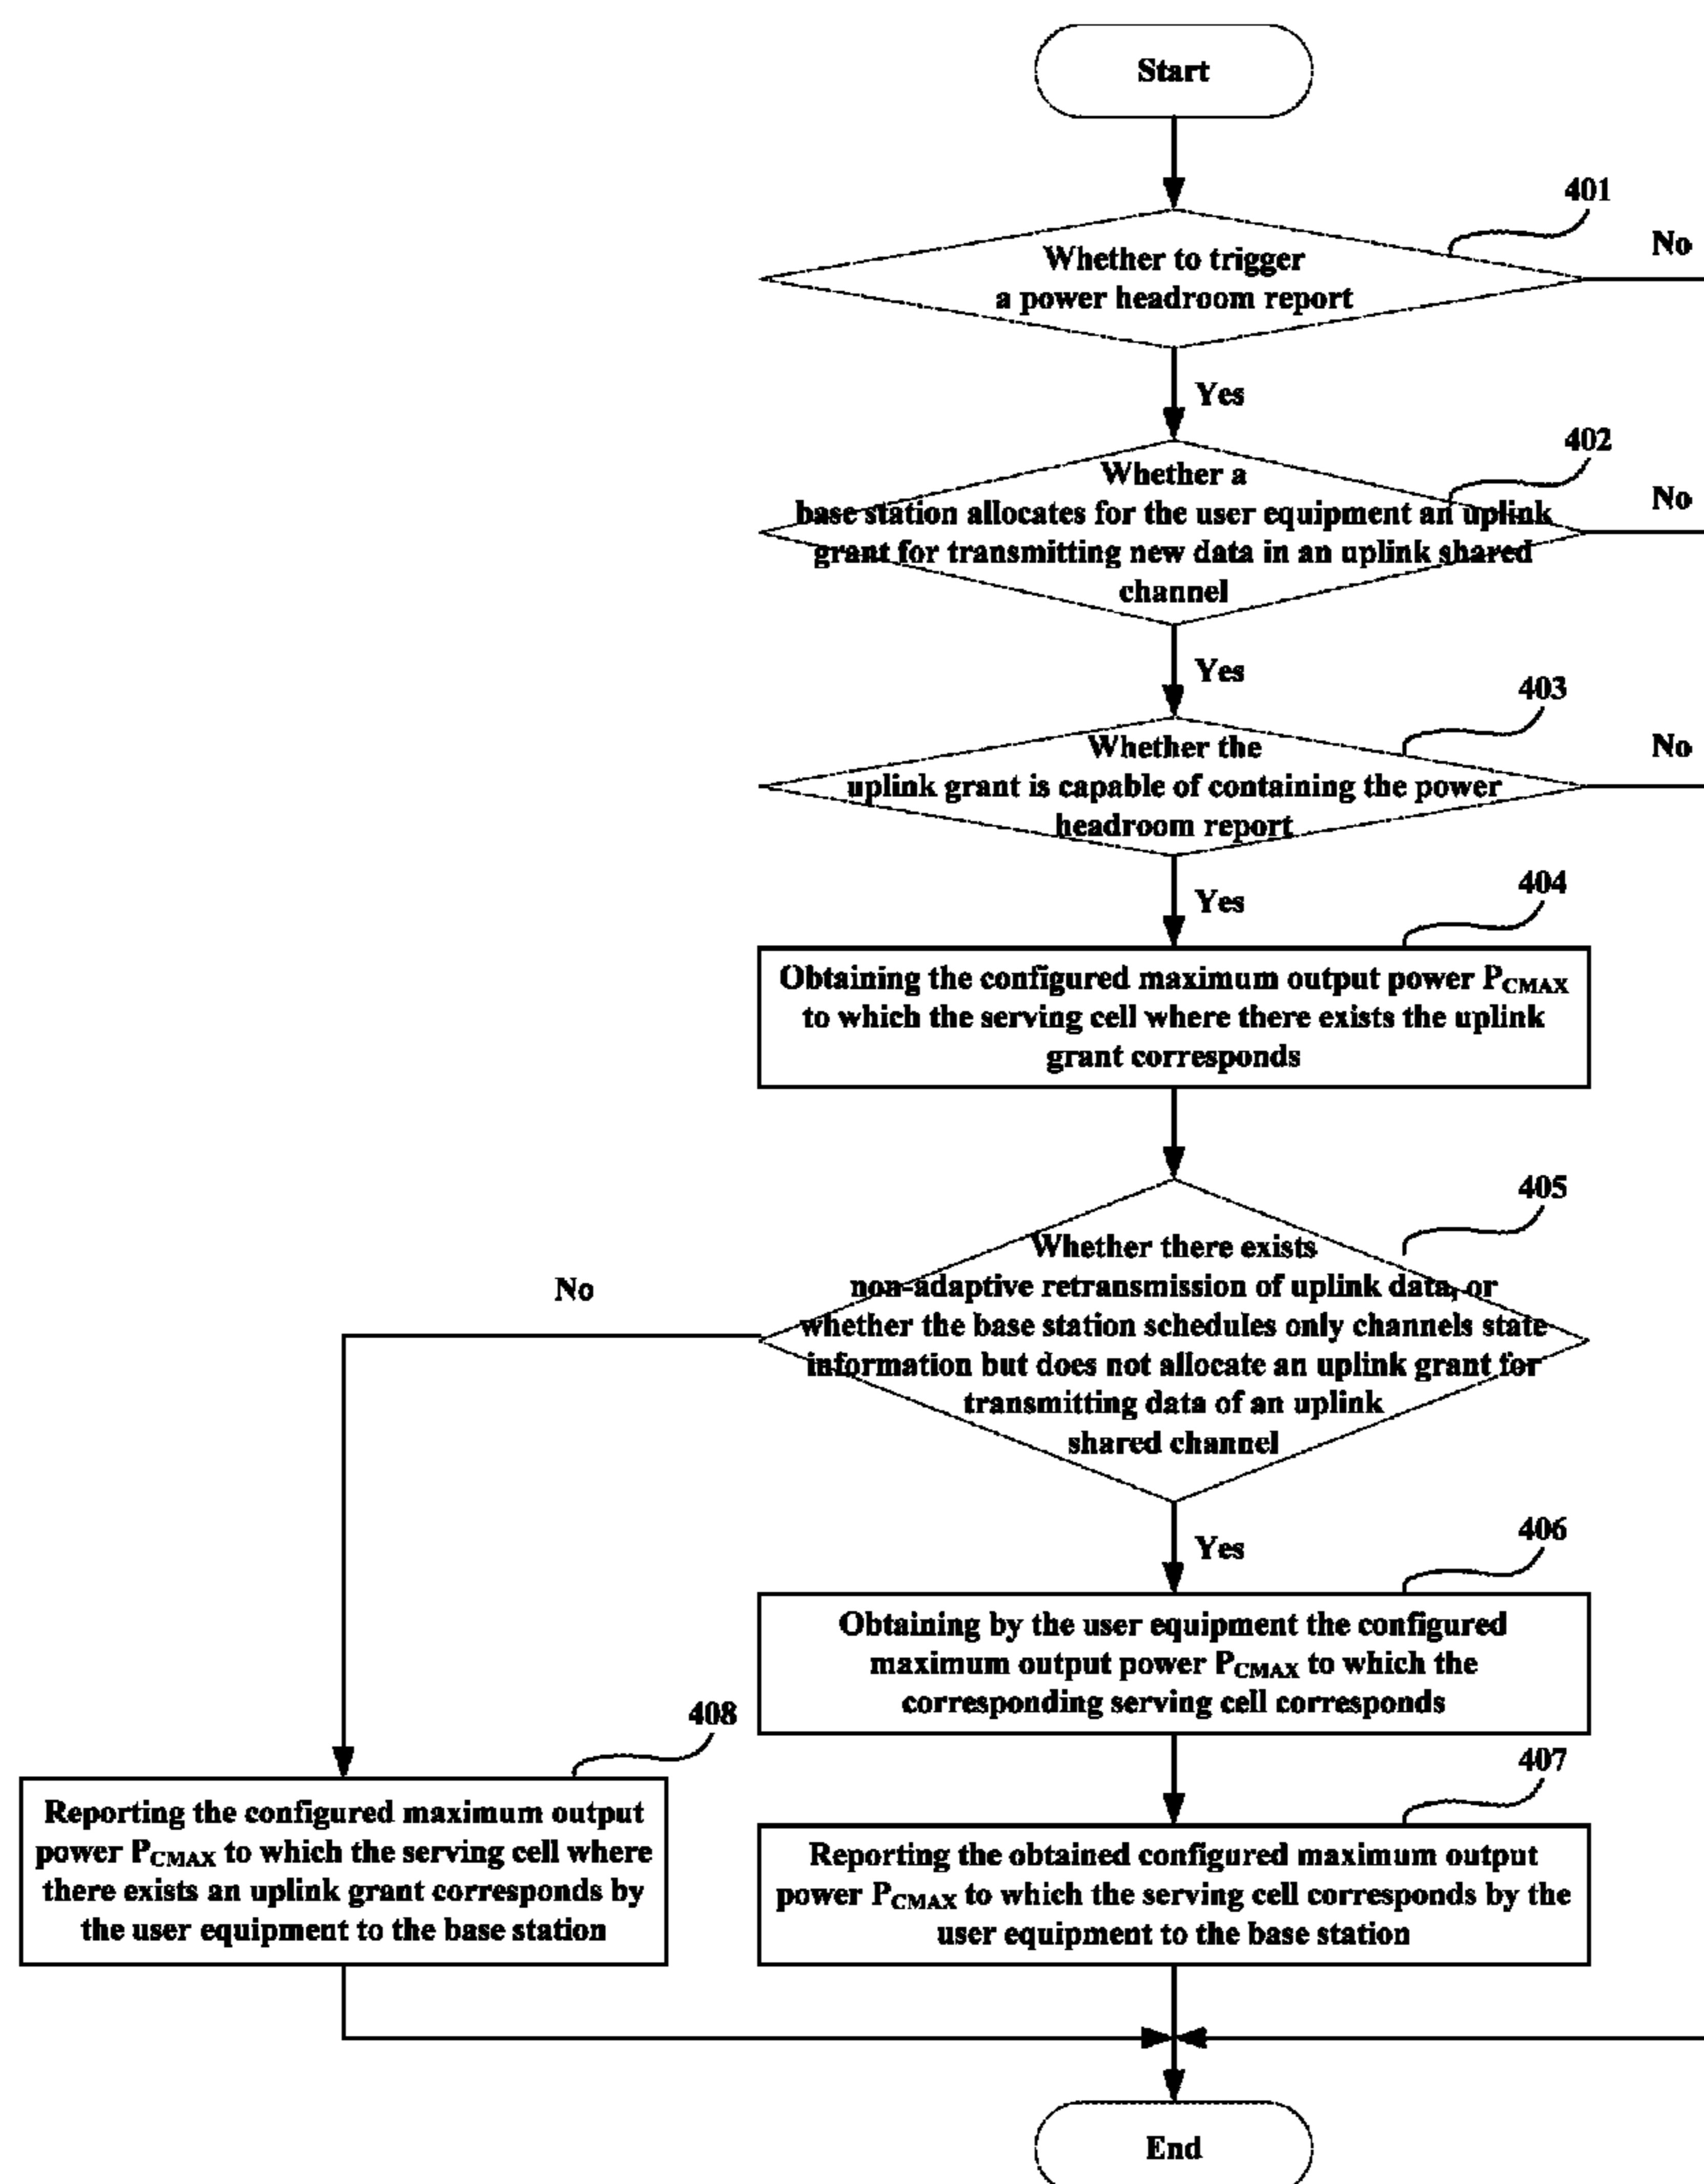 Start
401
No
Whether to trigger
a power headroom report
Yes
402
No
Whether a
base station allocates for the user equipment an uplink
grant for transmitting new data in an uplink shared
channel
Yes
403
No
Whether the
uplink grant is capable of containing the power
headroom report
Yes
404
Obtaining the configured maximum output power PCMAX
to which the serving cell where there exists the uplink
grant corresponds
405
No
Whether there exists
non-adaptive retransmission of uplink data, or
whether the base station schedules only channels state
information but does not allocate an uplink grant for
transmitting data of an uplink
shared channel
Yes
406
Obtaining by the user equipment the configured
maximum output power PCMAX to which the
corresponding serving cell corresponds
408
Reporting the configured maximum output
power PCMAX to which the serving cell where
there exists an uplink grant corresponds by
the user equipment to the base station
407
Reporting the obtained configured maximum output
power PCMAX to which the serving cell corresponds by the
user equipment to the base station
End